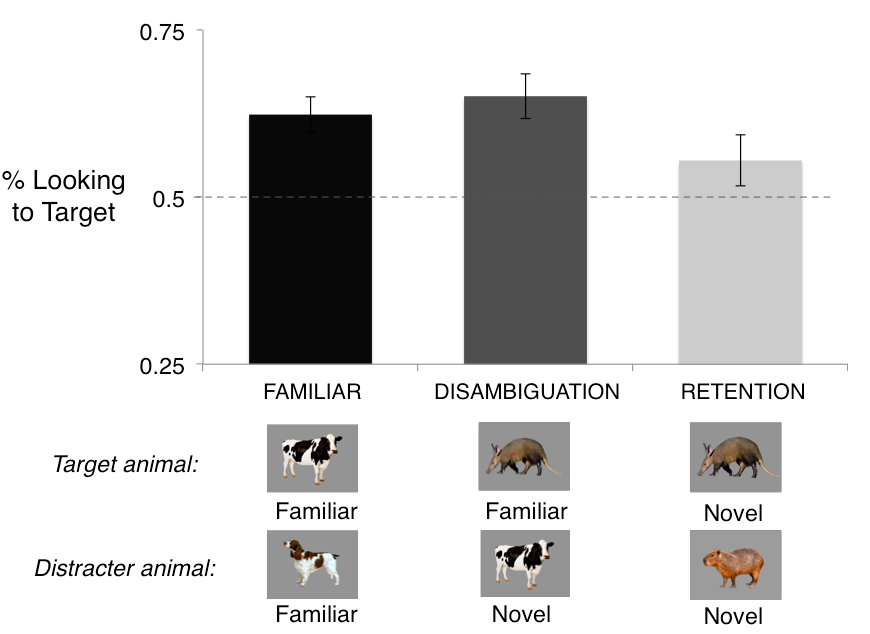 0.75
% Looking
to Target
0.5
0.25
FAMILIAR DISAMBIGUATION RETENTION
Target animal:
Familiar Familiar Novel
Distracter animal:
Familiar Novel Novel